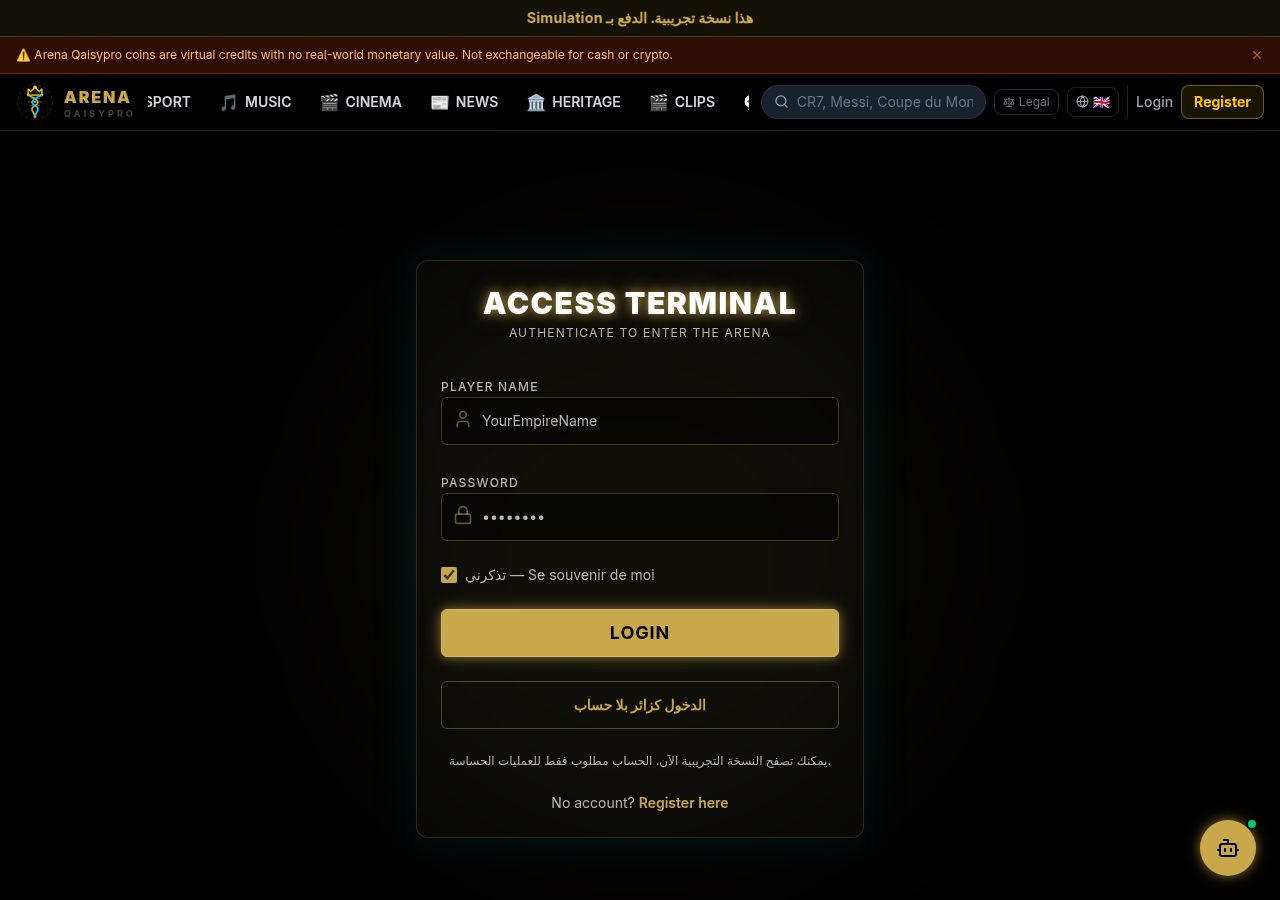 هذا نسخة تجريبية. الدفع بـ Simulation
⚠️ Arena Qaisypro coins are virtual credits with no real-world monetary value. Not exchangeable for cash or crypto.
ARENA
QAISYPRO
SPORT MUSIC CINEMA NEWS HERITAGE CLIPS
CR7, Messi, Coupe du Mon
Legal
Login
Register
ACCESS TERMINAL
AUTHENTICATE TO ENTER THE ARENA
PLAYER NAME
YourEmpireName
PASSWORD
••••••••
تذكرني — Se souvenir de moi
LOGIN
الدخول كزائر بلا حساب
يمكنك تصفح النسخة التجريبية الآن. الحساب مطلوب فقط للعمليات الحساسة.
No account? Register here